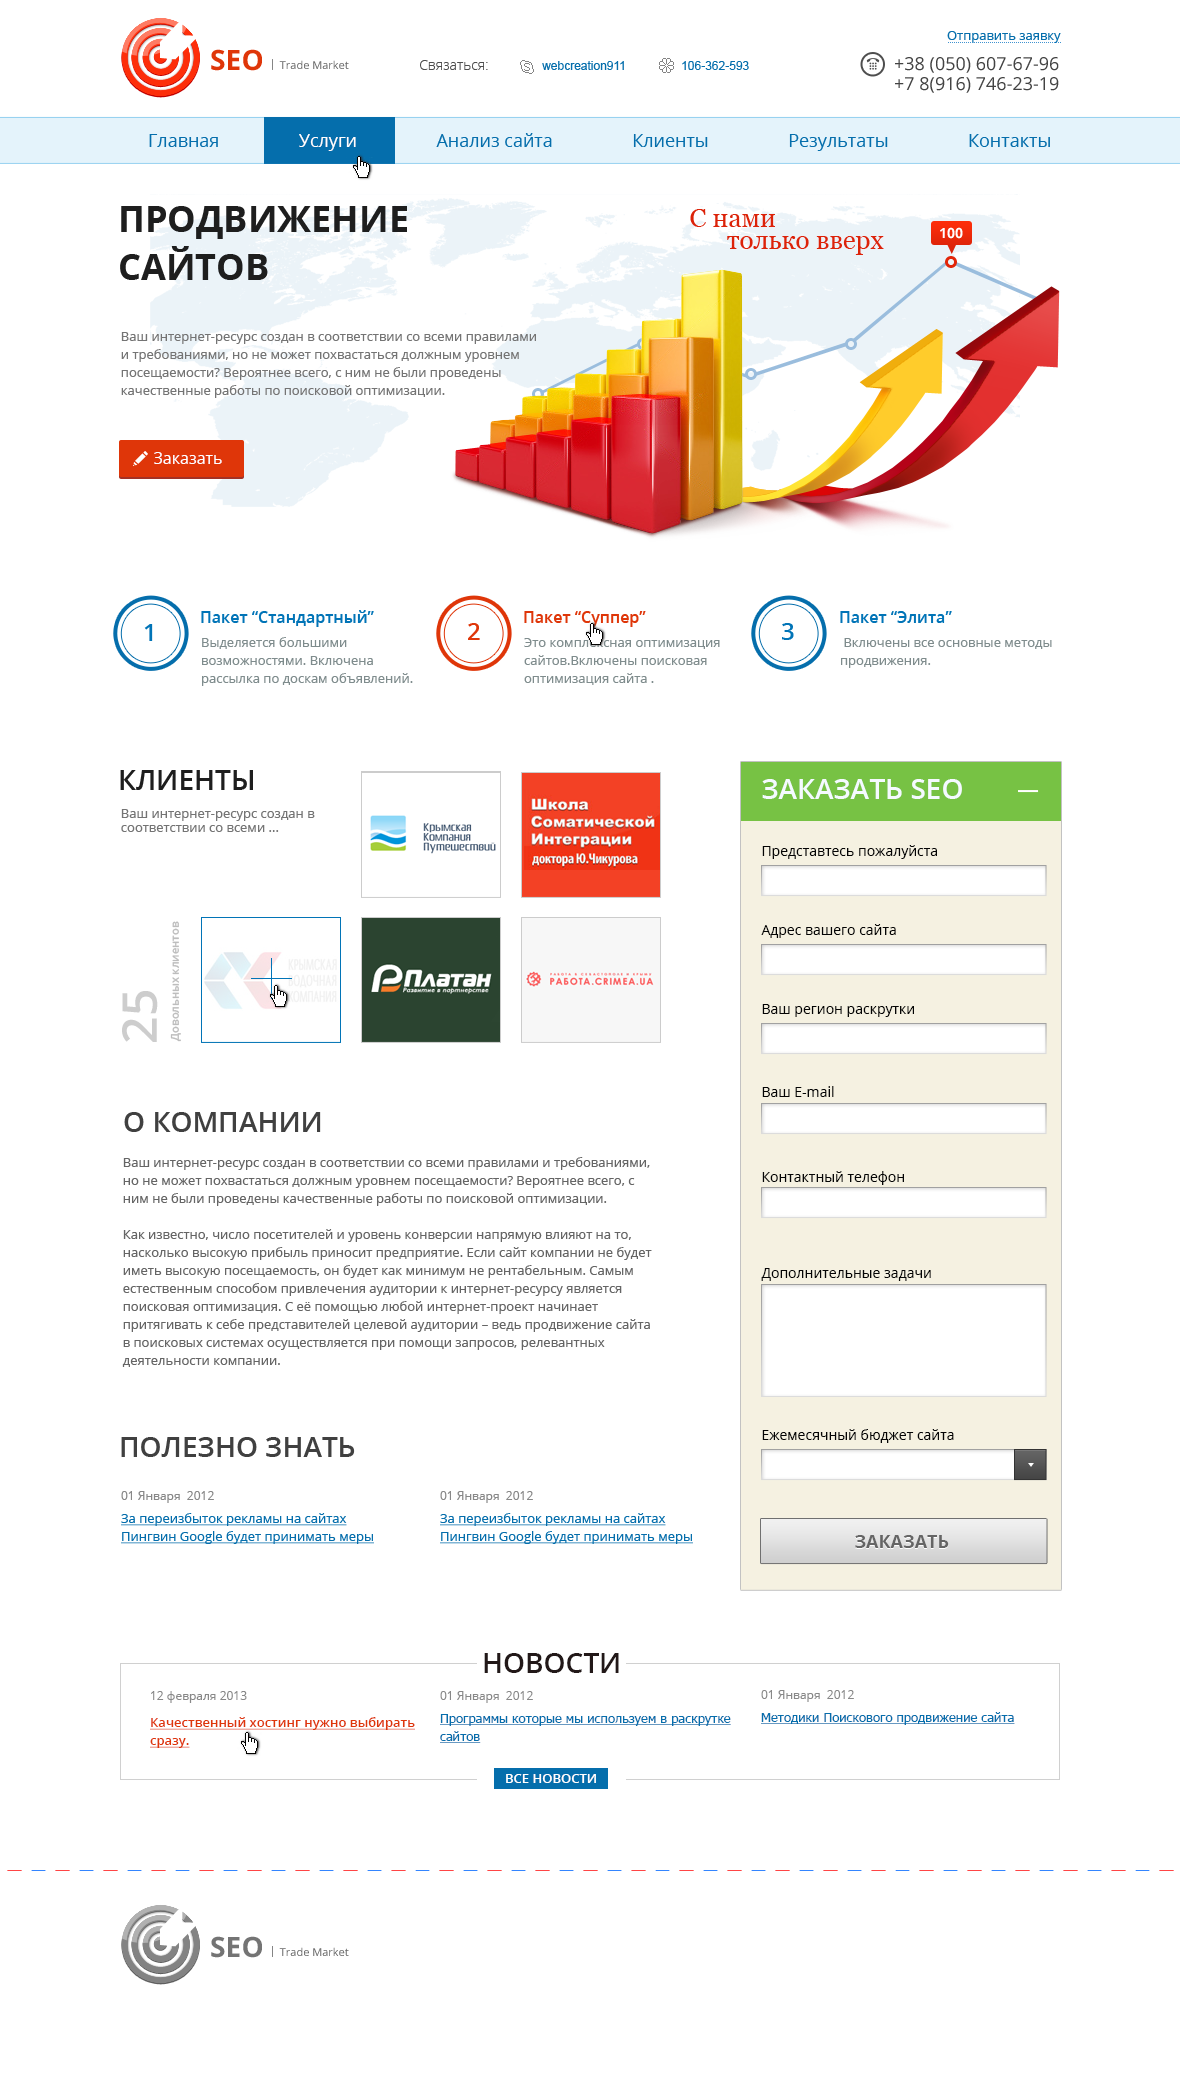 SEO | Trade Market
Связаться:
webcreation911
106-362-593
Отправить заявку
+38 (050) 607-67-96
+7 8(916) 746-23-19
Главная
Услуги
Анализ сайта
Клиенты
Результаты
Контакты
ПРОДВИЖЕНИЕ
САЙТОВ
С нами
только вверх
100
Ваш интернет-ресурс создан в соответствии со всеми правилами
и требованиями, но не может похвастаться должным уровнем
посещаемости? Вероятнее всего, с ним не были проведены
качественные работы по поисковой оптимизации.
Заказать
1
Пакет “Стандартный”
Выделяется большими
возможностями. Включена
рассылка по доскам объявлений.
2
Пакет “Суппер”
Это комплексная оптимизация
сайтов.Включены поисковая
оптимизация сайта .
3
Пакет “Элита”
Включены все основные методы
продвижения.
КЛИЕНТЫ
Ваш интернет-ресурс создан в
соответствии со всеми ...
Крымская
Компания
Путешествий
Школа
Соматической
Интеграции
доктора Ю.Чикурова
25
Довольных клиентов
КРЫМСКАЯ
ВОДОЧНАЯ
КОМПАНИЯ
Платан
Развитие в партнерстве
РАБОТА.CRIMEA.UA
О КОМПАНИИ
Ваш интернет-ресурс создан в соответствии со всеми правилами и требованиями,
но не может похвастаться должным уровнем посещаемости? Вероятнее всего, с
ним не были проведены качественные работы по поисковой оптимизации.
Как известно, число посетителей и уровень конверсии напрямую влияют на то,
насколько высокую прибыль приносит предприятие. Если сайт компании не будет
иметь высокую посещаемость, он будет как минимум не рентабельным. Самым
естественным способом привлечения аудитории к интернет-ресурсу является
поисковая оптимизация. С её помощью любой интернет-проект начинает
притягивать к себе представителей целевой аудитории – ведь продвижение сайта
в поисковых системах осуществляется при помощи запросов, релевантных
деятельности компании.
ПОЛЕЗНО ЗНАТЬ
01 Января 2012
За переизбыток рекламы на сайтах
Пингвин Google будет принимать меры
01 Января 2012
За переизбыток рекламы на сайтах
Пингвин Google будет принимать меры
ЗАКАЗАТЬ SEO
Представтесь пожалуйста
Адрес вашего сайта
Ваш регион раскрутки
Ваш E-mail
Контактный телефон
Дополнительные задачи
Ежемесячный бюджет сайта
ЗАКАЗАТЬ
НОВОСТИ
12 февраля 2013
Качественный хостинг нужно выбирать
сразу.
01 Января 2012
Программы которые мы используем в раскрутке
сайтов
01 Января 2012
Методики Поискового продвижение сайта
ВСЕ НОВОСТИ
SEO | Trade Market